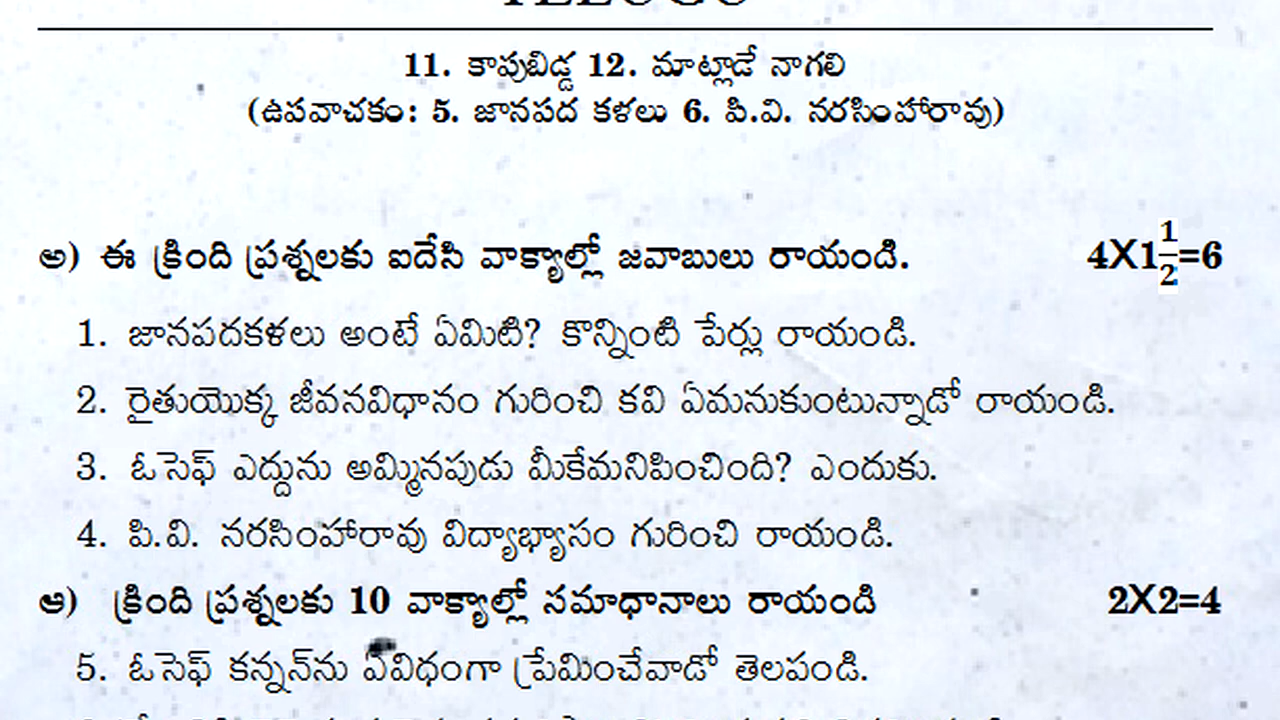 11. కాపుబిడ్డ 12. మాట్లాడే నాగలి
(ఉపవాచకం: 5. జానపద కళలు 6. పి.వి. నరసింహారావు)
అ) ఈ క్రింది ప్రశ్నలకు ఐదేసి వాక్యాల్లో జవాబులు రాయండి. 4X1 1/2=6
1. జానపదకళలు అంటే ఏమిటి? కొన్నింటి పేర్లు రాయండి.
2. రైతుయొక్క జీవనవిధానం గురించి కవి ఏమనుకుంటున్నాడో రాయండి.
3. ఓసెఫ్ ఎద్దును అమ్మినపుడు మీకేమనిపించింది? ఎందుకు.
4. పి.వి. నరసింహారావు విద్యాభ్యాసం గురించి రాయండి.
ఆ) క్రింది ప్రశ్నలకు 10 వాక్యాల్లో సమాధానాలు రాయండి 2X2=4
5. ఓసెఫ్ కన్నన్‌ను ఏవిధంగా ప్రేమించేవాడో తెలపండి.